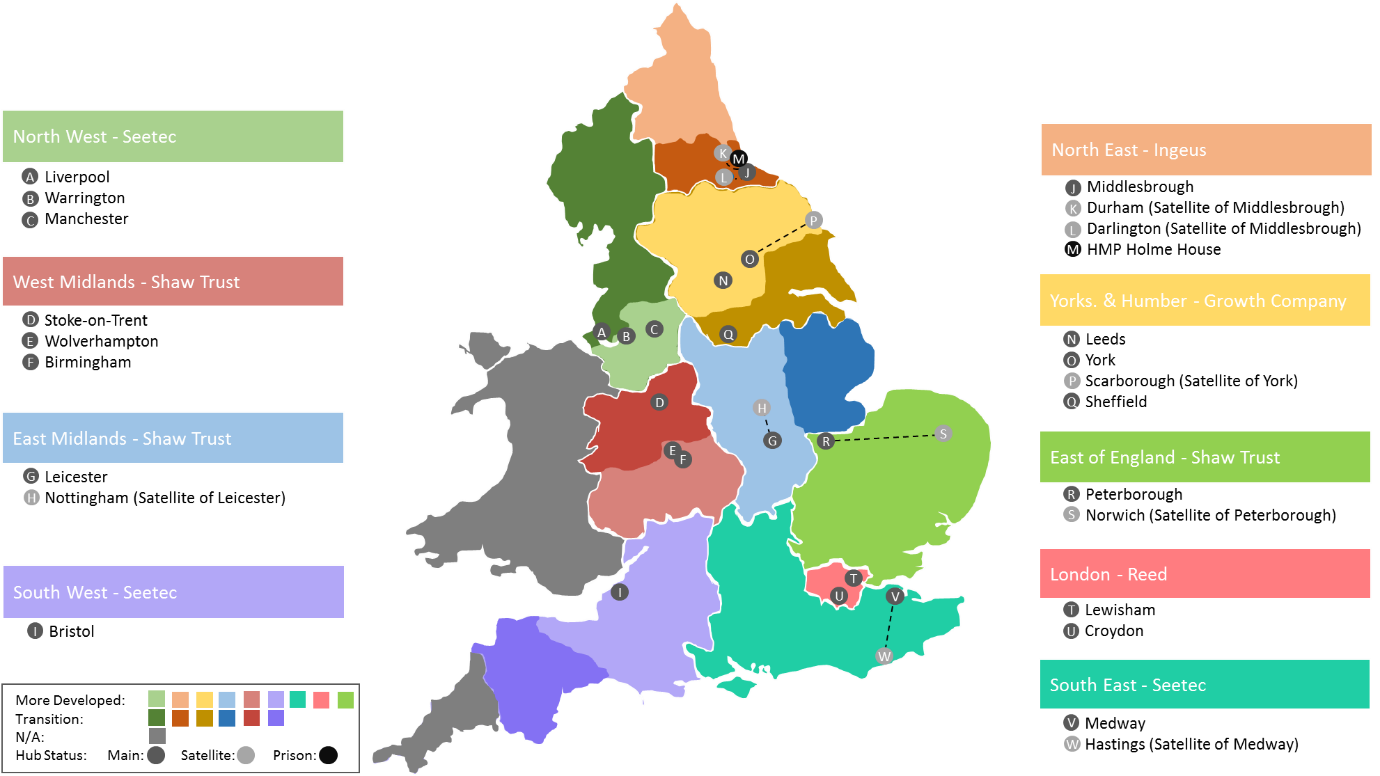 North West - Seetec
A Liverpool
B Warrington
C Manchester
West Midlands - Shaw Trust
D Stoke-on-Trent
E Wolverhampton
F Birmingham
East Midlands - Shaw Trust
G Leicester
H Nottingham (Satellite of Leicester)
South West - Seetec
I Bristol
More Developed:
Transition:
N/A:
Hub Status: Main: Satellite: Prison:
K
M
J
L
P
O
N
A
B
C
Q
D
H
E
F
G
R
S
I
T
U
V
W
North East - Ingeus
J Middlesbrough
K Durham (Satellite of Middlesbrough)
L Darlington (Satellite of Middlesbrough)
M HMP Holme House
Yorks. & Humber - Growth Company
N Leeds
O York
P Scarborough (Satellite of York)
Q Sheffield
East of England - Shaw Trust
R Peterborough
S Norwich (Satellite of Peterborough)
London - Reed
T Lewisham
U Croydon
South East - Seetec
V Medway
W Hastings (Satellite of Medway)